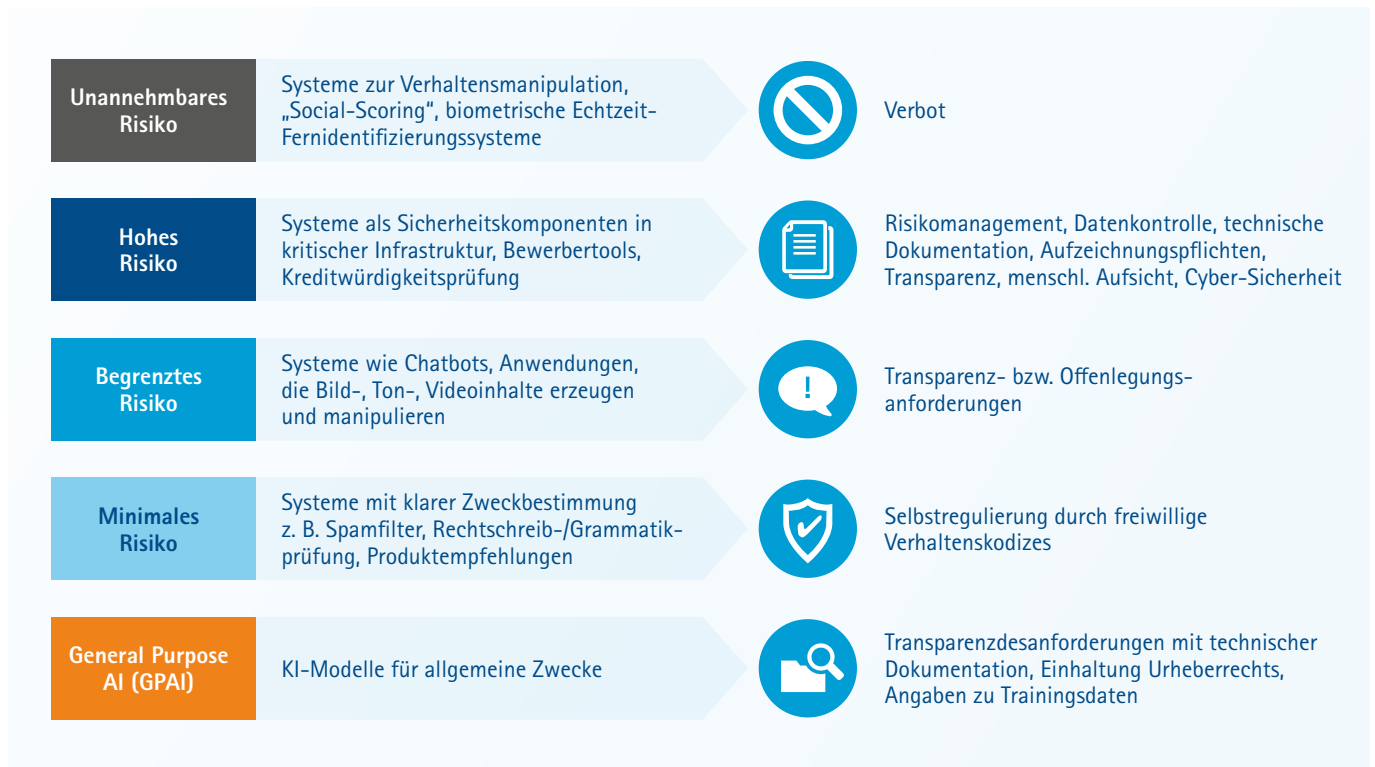 Unannehmbares
Risiko
Systeme zur Verhaltensmanipulation,
„Social-Scoring“, biometrische Echtzeit-
Fernidentifizierungssysteme
Verbot
Hohes
Risiko
Systeme als Sicherheitskomponenten in
kritischer Infrastruktur, Bewerbertools,
Kreditwürdigkeitsprüfung
Risikomanagement, Datenkontrolle, technische
Dokumentation, Aufzeichnungspflichten,
Transparenz, menschl. Aufsicht, Cyber-Sicherheit
Begrenztes
Risiko
Systeme wie Chatbots, Anwendungen,
die Bild-, Ton-, Videoinhalte erzeugen
und manipulieren
!
Transparenz- bzw. Offenlegungs-
anforderungen
Minimales
Risiko
Systeme mit klarer Zweckbestimmung
z. B. Spamfilter, Rechtschreib-/Grammatik-
prüfung, Produktempfehlungen
Selbstregulierung durch freiwillige
Verhaltenskodizes
General Purpose
AI (GPAI)
KI-Modelle für allgemeine Zwecke
Transparenzdesanforderungen mit technischer
Dokumentation, Einhaltung Urheberrechts,
Angaben zu Trainingsdaten